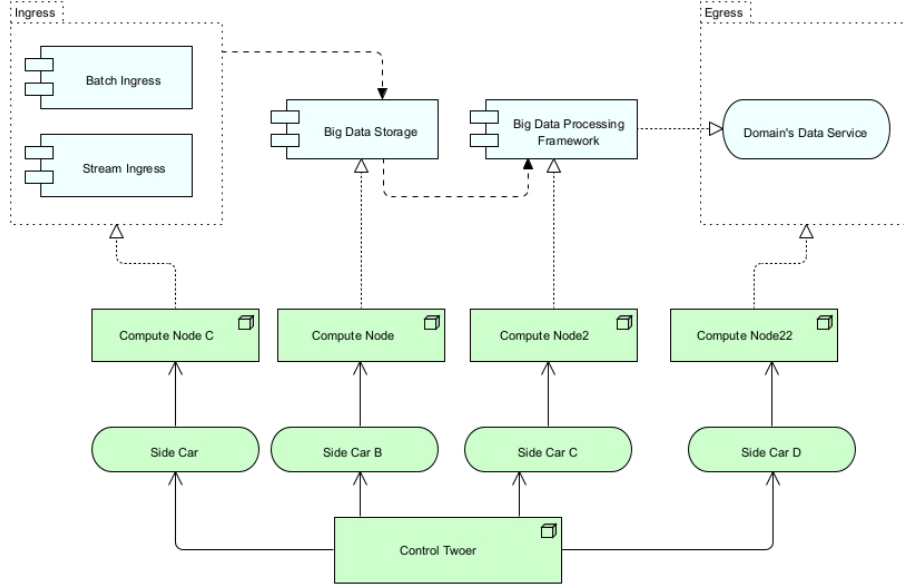 Ingress
Egress
Batch Ingress
Stream Ingress
Big Data Storage
Big Data Processing
Framework
Domain's Data Service
Compute Node C
Compute Node
Compute Node2
Compute Node22
Side Car
Side Car B
Side Car C
Side Car D
Control Twoer